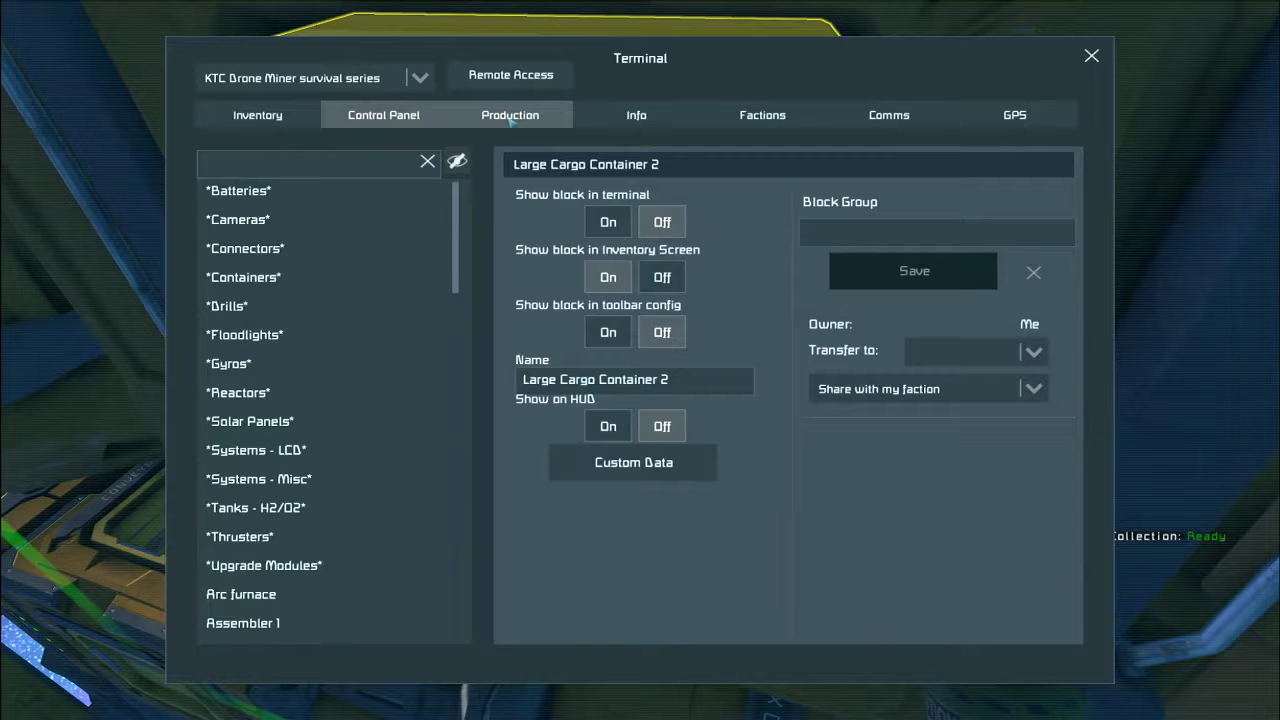 Terminal
KTC Drone Miner survival series
Remote Access
Inventory
Control Panel
Production
Info
Factions
Comms
GPS
*Batteries*
*Cameras*
*Connectors*
*Containers*
*Drills*
*Floodlights*
*Gyros*
*Reactors*
*Solar Panels*
*Systems - LCD*
*Systems - Misc*
*Tanks - H2/O2*
*Thrusters*
*Upgrade Modules*
Arc furnace
Assembler 1
Large Cargo Container 2
Show block in terminal
On Off
Show block in Inventory Screen
On Off
Show block in toolbar config
On Off
Name
Large Cargo Container 2
Show on HUD
On Off
Custom Data
Block Group
Save
Owner: Me
Transfer to:
Share with my faction
Collection: Ready